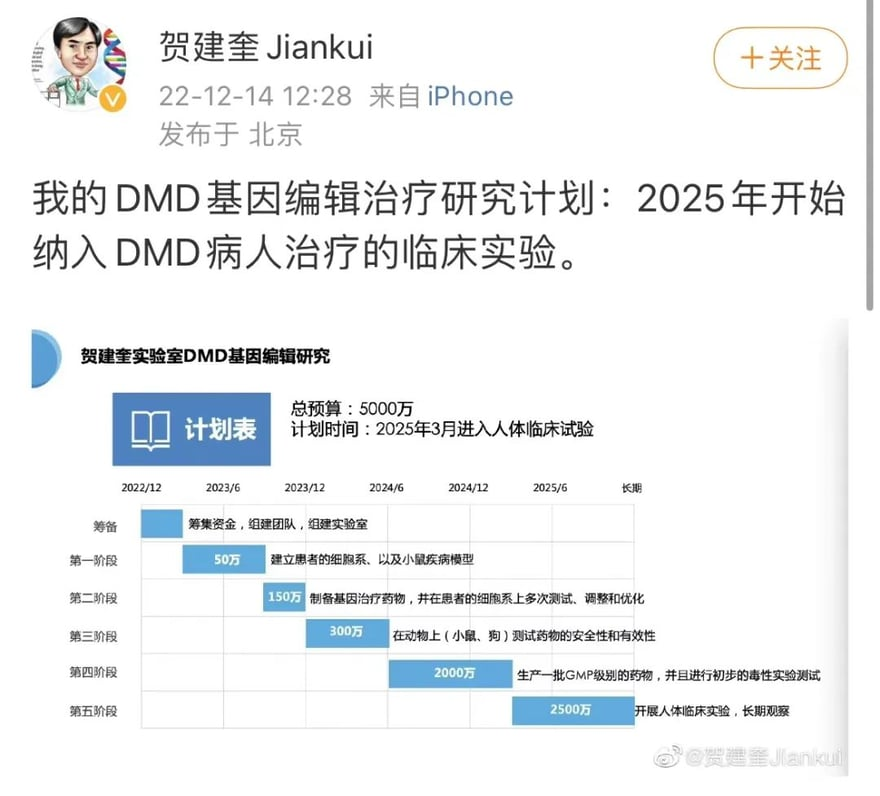 贺建奎Jiankui
＋关注
22-12-14 12:28 来自 iPhone
发布于 北京
我的DMD基因编辑治疗研究计划：2025年开始
纳入DMD病人治疗的临床实验。
贺建奎实验室DMD基因编辑研究
计划表
总预算：5000万
计划时间：2025年3月进入人体临床试验
2022/12 2023/6 2023/12 2024/6 2024/12 2025/6 长期
筹备 筹集资金，组建团队，组建实验室
第一阶段 50万 建立患者的细胞系、以及小鼠疾病模型
第二阶段 150万 制备基因治疗药物，并在患者的细胞系上多次测试、调整和优化
第三阶段 300万 在动物上（小鼠、狗）测试药物的安全性和有效性
第四阶段 2000万 生产一批GMP级别的药物，并且进行初步的毒性实验测试
第五阶段 2500万 开展人体临床实验，长期观察
@贺建奎Jiankui